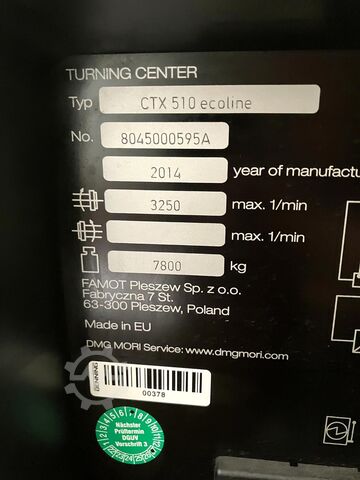 TURNING CENTER
Typ CTX 510 ecoline
No. 8045000595A
2014 year of manufactu
3250 max. 1/min
max. 1/min
7800 kg
FAMOT Pleszew Sp. z o.o.
Fabryczna 7 St.
63-300 Pleszew, Poland
Made in EU
DMG MORI Service: www.dmgmori.com
BENNING
00378
Nächster
Prüftermin
DGUV
Vorschrift 3